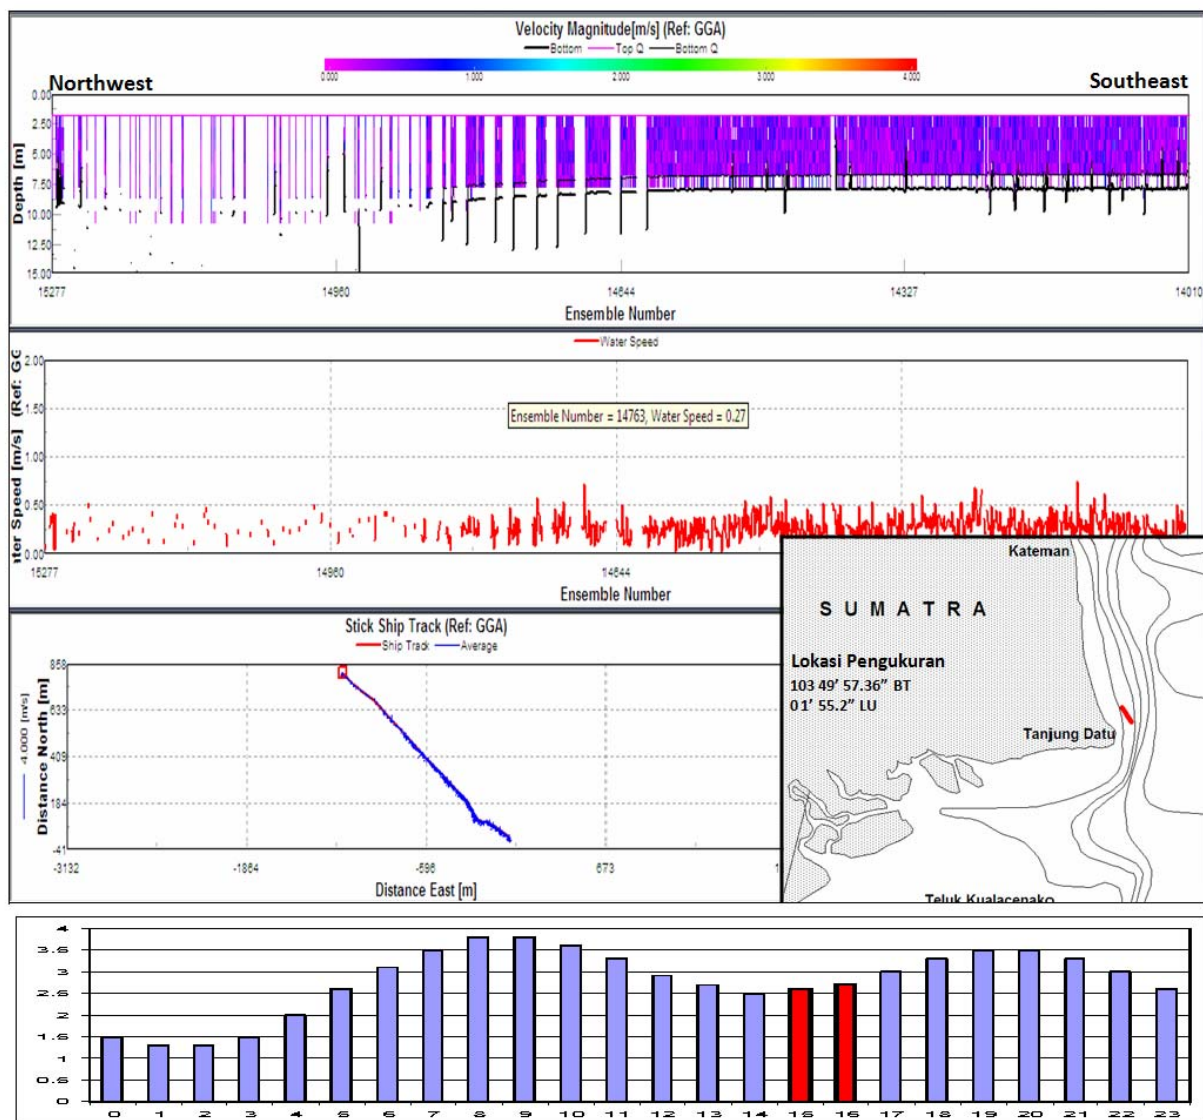 Velocity Magnitude[m/s] (Ref: GGA)
Bottom Top Q Bottom Q
0.000 1.000 2.000 3.000 4.000
Northwest Southeast
0.00
2.50
5.00
7.50
10.00
12.50
15.00
Depth [m]
15277 14960 14644 14327 14010
Ensemble Number
Water Speed
ter Speed [m/s] (Ref: GG
2.00
1.50
1.00
0.50
0.00
Ensemble Number = 14763, Water Speed = 0.27
15277 14960 14644
Ensemble Number
Stick Ship Track (Ref: GGA)
Ship Track Average
4.000 [m/s]
Distance North [m]
858
633
409
184
-41
-3132 -1864 -596 673
Distance East [m]
Kateman
SUMATRA
Lokasi Pengukuran
103 49' 57.36" BT
0 1' 55.2" LU
Tanjung Datu
Teluk Kualacenako
4
3.5
3
2.5
2
1.5
1
0.5
0
0 1 2 3 4 5 6 7 8 9 10 11 12 13 14 15 16 17 18 19 20 21 22 23